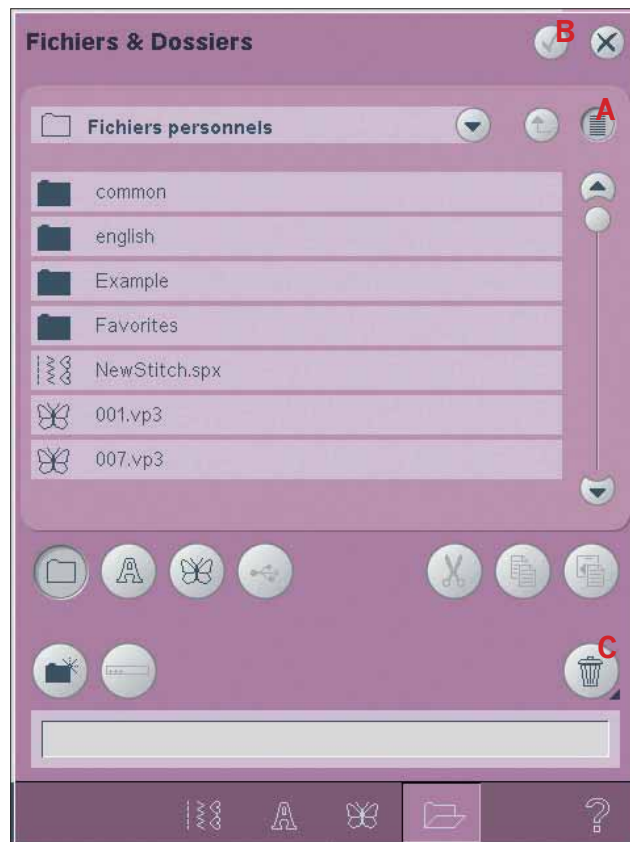 Fichiers & Dossiers
B
A
Fichiers personnels
common
english
Example
Favorites
NewStitch.spx
001.vp3
007.vp3
C